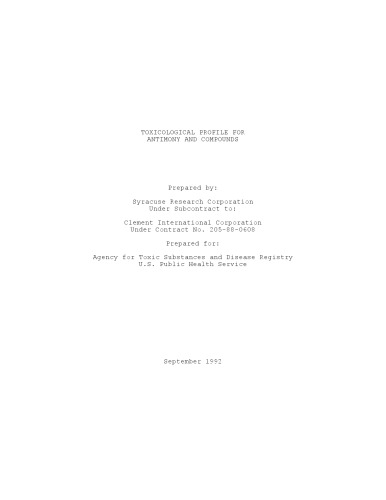 TOXICOLOGICAL PROFILE FOR
ANTIMONY AND COMPOUNDS
Prepared by:
Syracuse Research Corporation
Under Subcontract to:
Clement International Corporation
Under Contract No. 205-88-0608
Prepared for:
Agency for Toxic Substances and Disease Registry
U.S. Public Health Service
September 1992